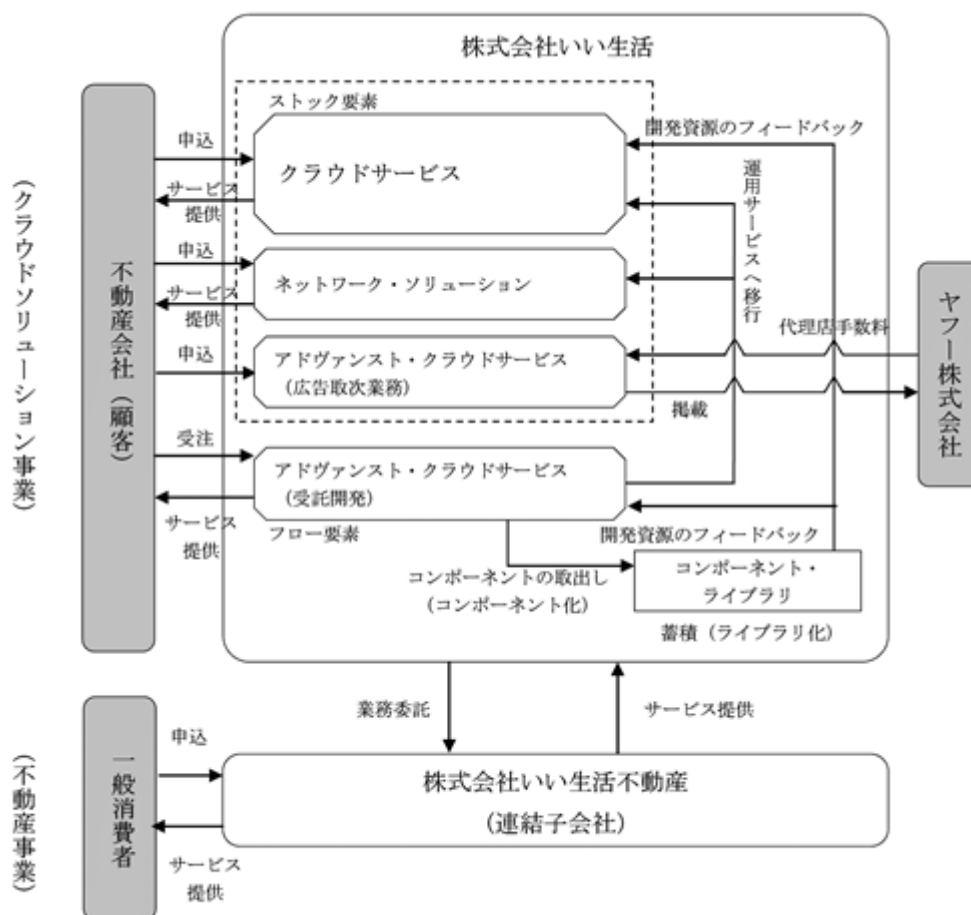 株式会社いい生活
ストック要素
申込
開発資源のフィードバック
クラウドサービス
サービス
提供
運用サービスへ移行
申込
ネットワーク・ソリューション
サービス
提供
代理店手数料
申込
アドヴァンスト・クラウドサービス
(広告取次業務)
掲載
受注
アドヴァンスト・クラウドサービス
(受託開発)
サービス
提供
フロー要素
開発資源のフィードバック
コンポーネントの取出し
(コンポーネント化)
コンポーネント・
ライブラリ
蓄積(ライブラリ化)
(クラウドソリューション事業)
不動産会社(顧客)
ヤフー株式会社
業務委託
サービス提供
申込
株式会社いい生活不動産
(連結子会社)
サービス
提供
一般消費者
(不動産事業)